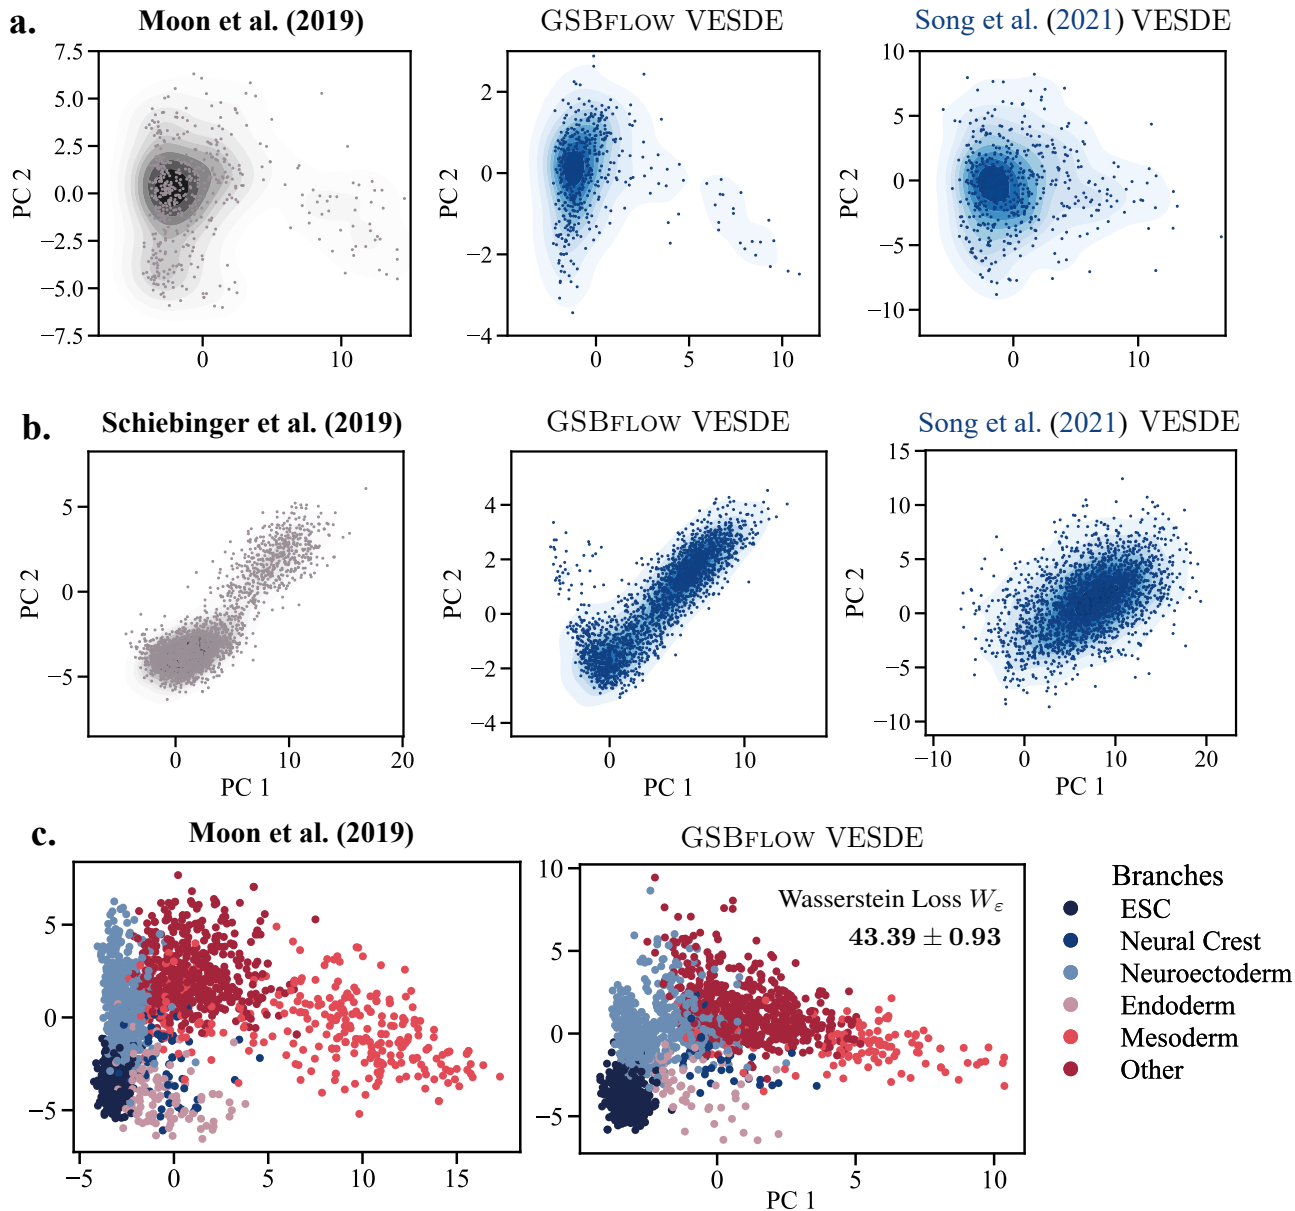 a.
Moon et al. (2019)
GSBFLOW VESDE
Song et al. (2021) VESDE
7.5
5.0
2.5
0.0
−2.5
−5.0
−7.5
PC 2
0
10
2
0
−2
−4
PC 2
0
5
10
10
5
0
−5
−10
PC 2
0
10
b.
Schiebinger et al. (2019)
GSBFLOW VESDE
Song et al. (2021) VESDE
5
0
−5
PC 2
0
10
20
PC 1
4
2
0
−2
−4
PC 2
0
10
PC 1
15
10
5
0
−5
−10
PC 2
−10
0
10
20
PC 1
c.
Moon et al. (2019)
GSBFLOW VESDE
5
0
−5
−5
0
5
10
15
10
5
0
−5
Wasserstein Loss Wε
43.39 ± 0.93
0
5
10
PC 1
Branches
ESC
Neural Crest
Neuroectoderm
Endoderm
Mesoderm
Other